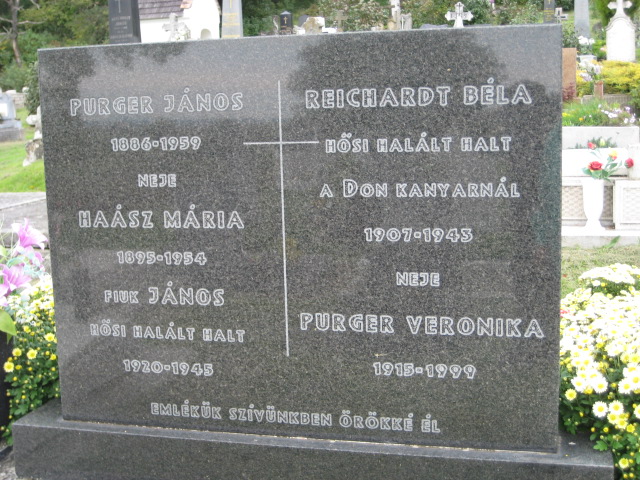 PURGER JÁNOS
1886-1959
NEJE
HAÁSZ MÁRIA
1895-1954
FIUK JÁNOS
HŐSI HALÁLT HALT
1920-1945
REICHARDT BÉLA
HŐSI HALÁLT HALT
A DON KANYARNÁL
1907-1943
NEJE
PURGER VERONIKA
1915-1999
EMLÉKÜK SZÍVÜNKBEN ÖRÖKKÉ ÉL